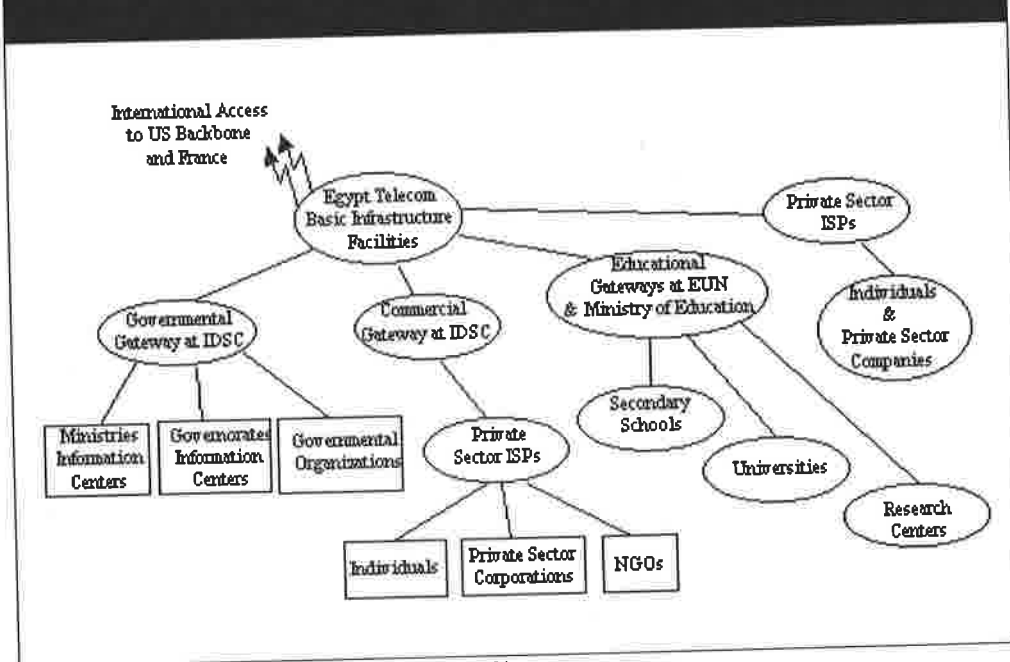 International Access
to US Backbone
and France
Egypt Telecom
Basic Infrastructure
Facilities
Private Sector
ISPs
Educational
Gateways at EUN
& Ministry of Education
Individuals
&
Private Sector
Companies
Governmental
Gateway at IDSC
Commercial
Gateway at IDSC
Secondary
Schools
Universities
Research
Centers
Ministries
Information
Centers
Governorates
Information
Centers
Governmental
Organizations
Private
Sector ISPs
Individuals
Private Sector
Corporations
NGOs